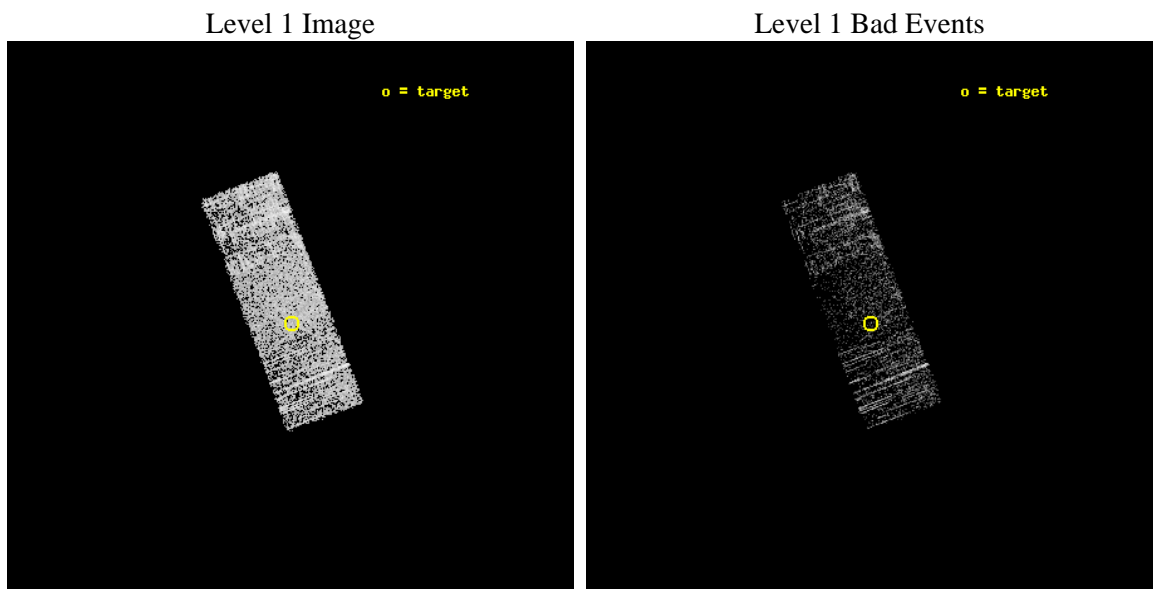 Level 1 Image
Level 1 Bad Events
o = target
o = target